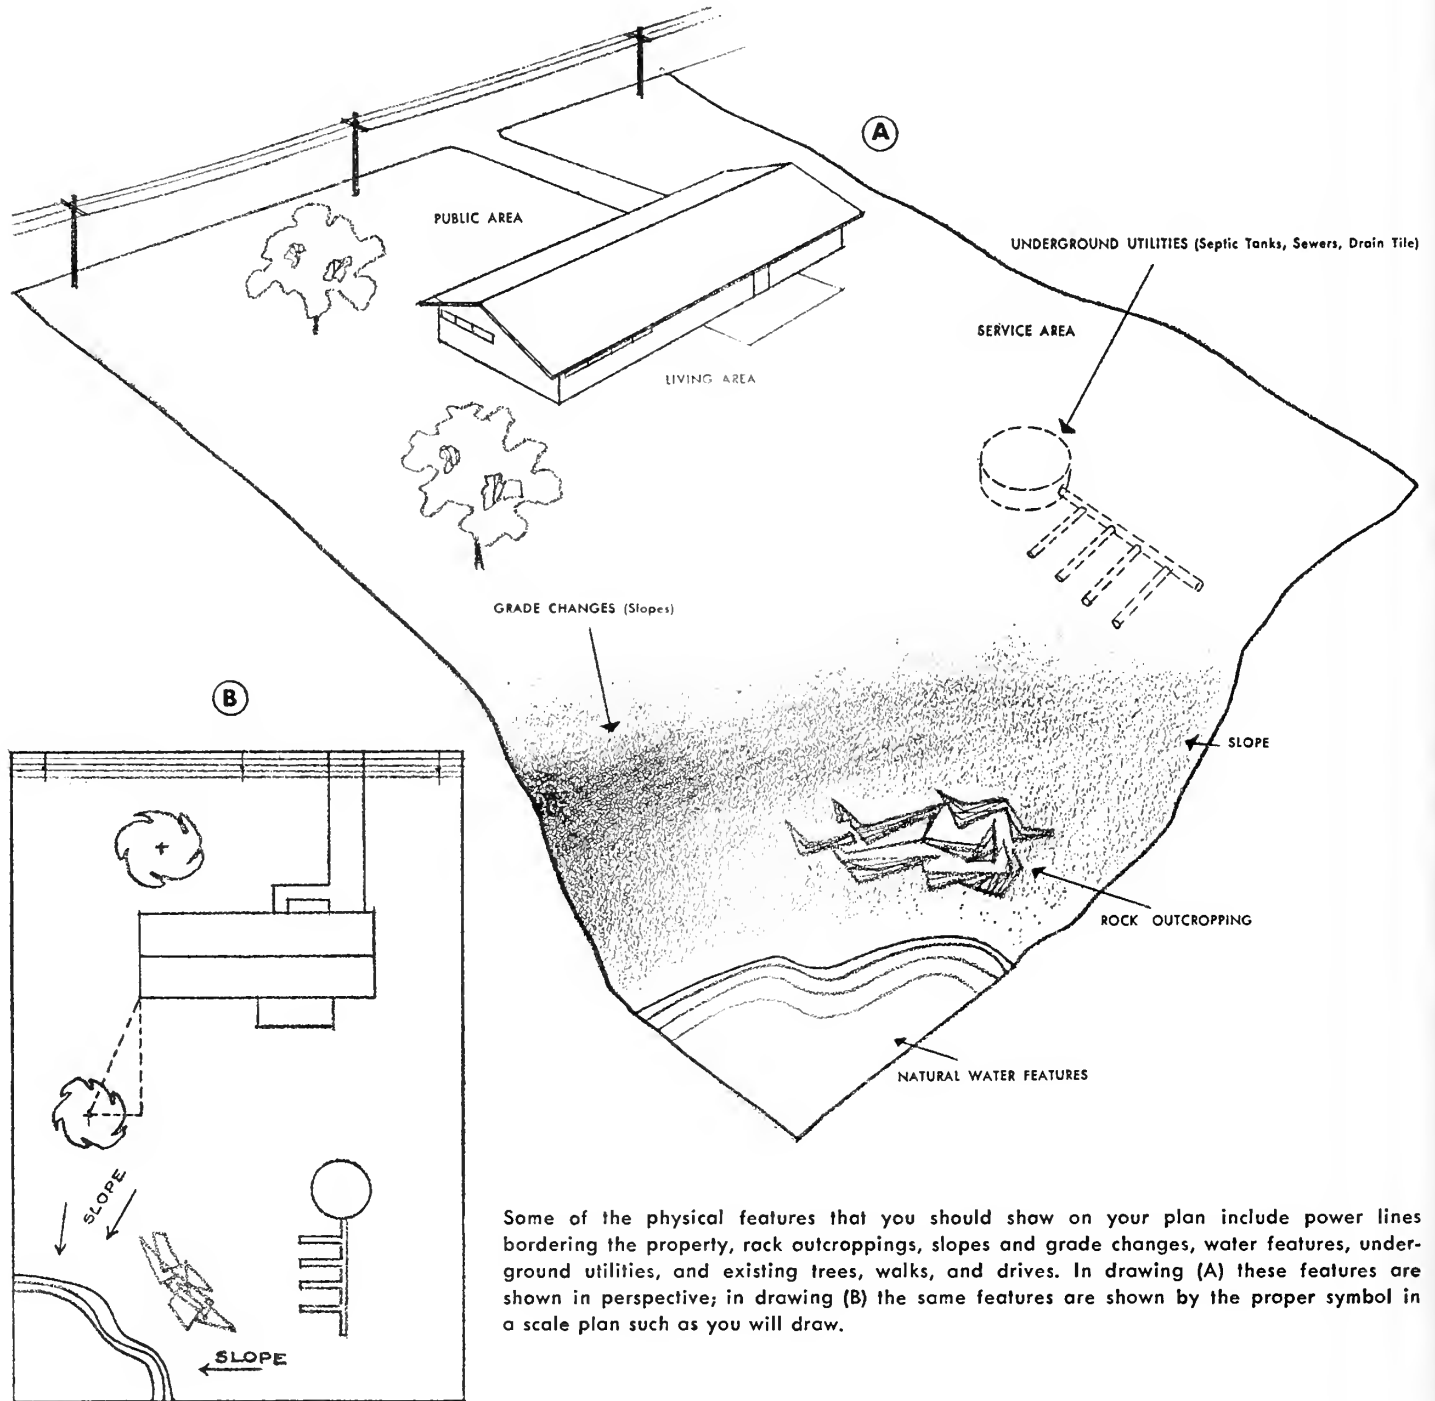 A
PUBLIC AREA
UNDERGROUND UTILITIES (Septic Tanks, Sewers, Drain Tile)
SERVICE AREA
LIVING AREA
GRADE CHANGES (Slopes)
B
SLOPE
ROCK OUTCROPPING
NATURAL WATER FEATURES
SLOPE
SLOPE
Some of the physical features that you should show on your plan include power lines
bordering the property, rock outcroppings, slopes and grade changes, water features, under-
ground utilities, and existing trees, walks, and drives. In drawing (A) these features are
shown in perspective; in drawing (B) the same features are shown by the proper symbol in
a scale plan such as you will draw.